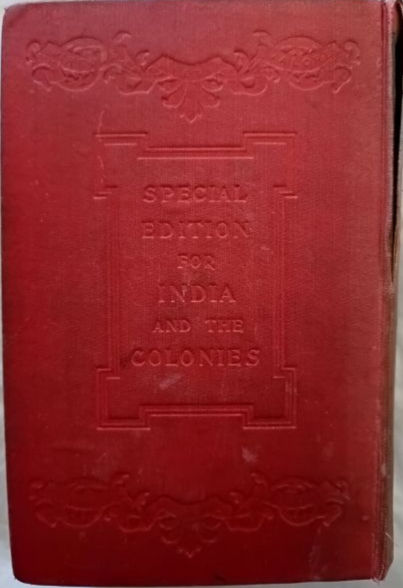 SPECIAL
EDITION
FOR
INDIA
AND THE
COLONIES